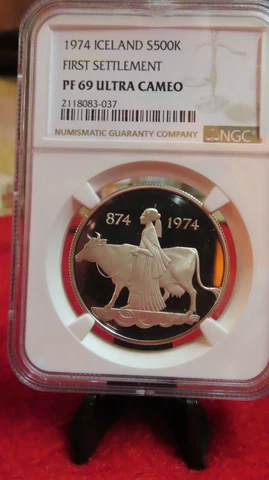 1974 ICELAND S500K
FIRST SETTLEMENT
PF 69 ULTRA CAMEO
2118083-037
NUMISMATIC GUARANTY COMPANY NGC
874 1974